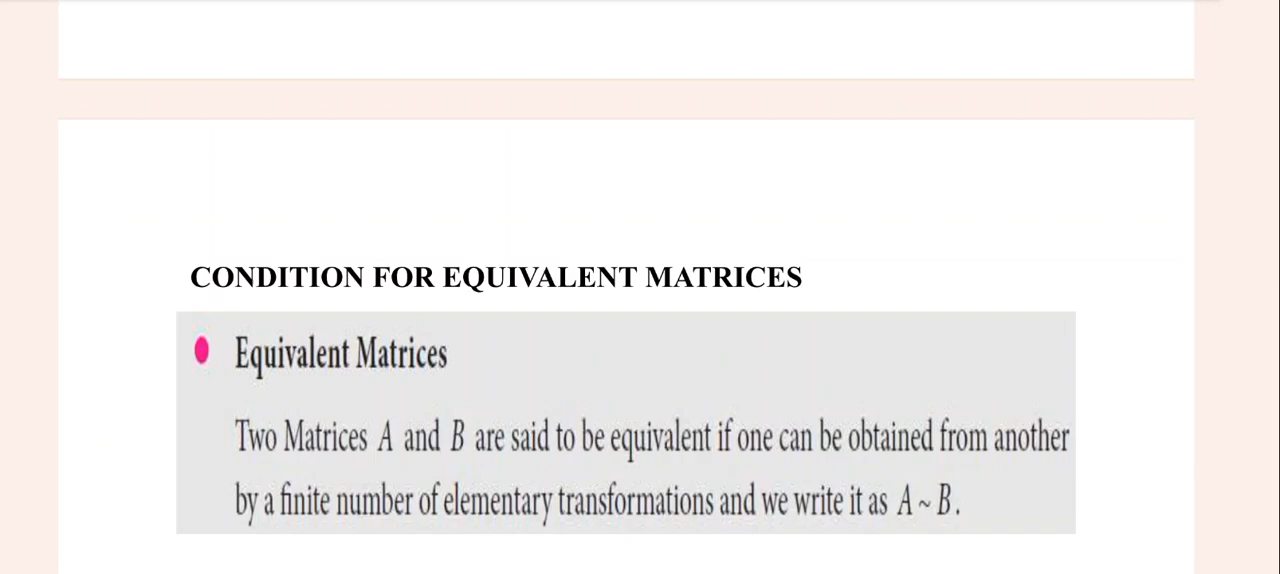 CONDITION FOR EQUIVALENT MATRICES
Equivalent Matrices
Two Matrices A and B are said to be equivalent if one can be obtained from another
by a finite number of elementary transformations and we write it as A ~ B.